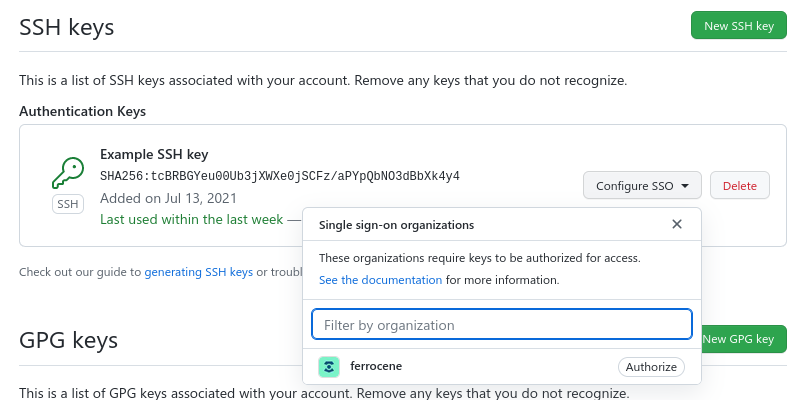 SSH keys
New SSH key
This is a list of SSH keys associated with your account. Remove any keys that you do not recognize.
Authentication Keys
Example SSH key
SHA256:tcBRBGYeu00Ub3jXWXe0jSCFz/aPYpQbNO3dBbXk4y4
SSH
Added on Jul 13, 2021
Last used within the last week —
Configure SSO
Delete
Single sign-on organizations
These organizations require keys to be authorized for access.
See the documentation for more information.
Filter by organization
ferrocene
Authorize
Check out our guide to generating SSH keys or troubl
GPG keys
New GPG key
This is a list of GPG keys associated with your account. Remove any keys that you do not recognize.